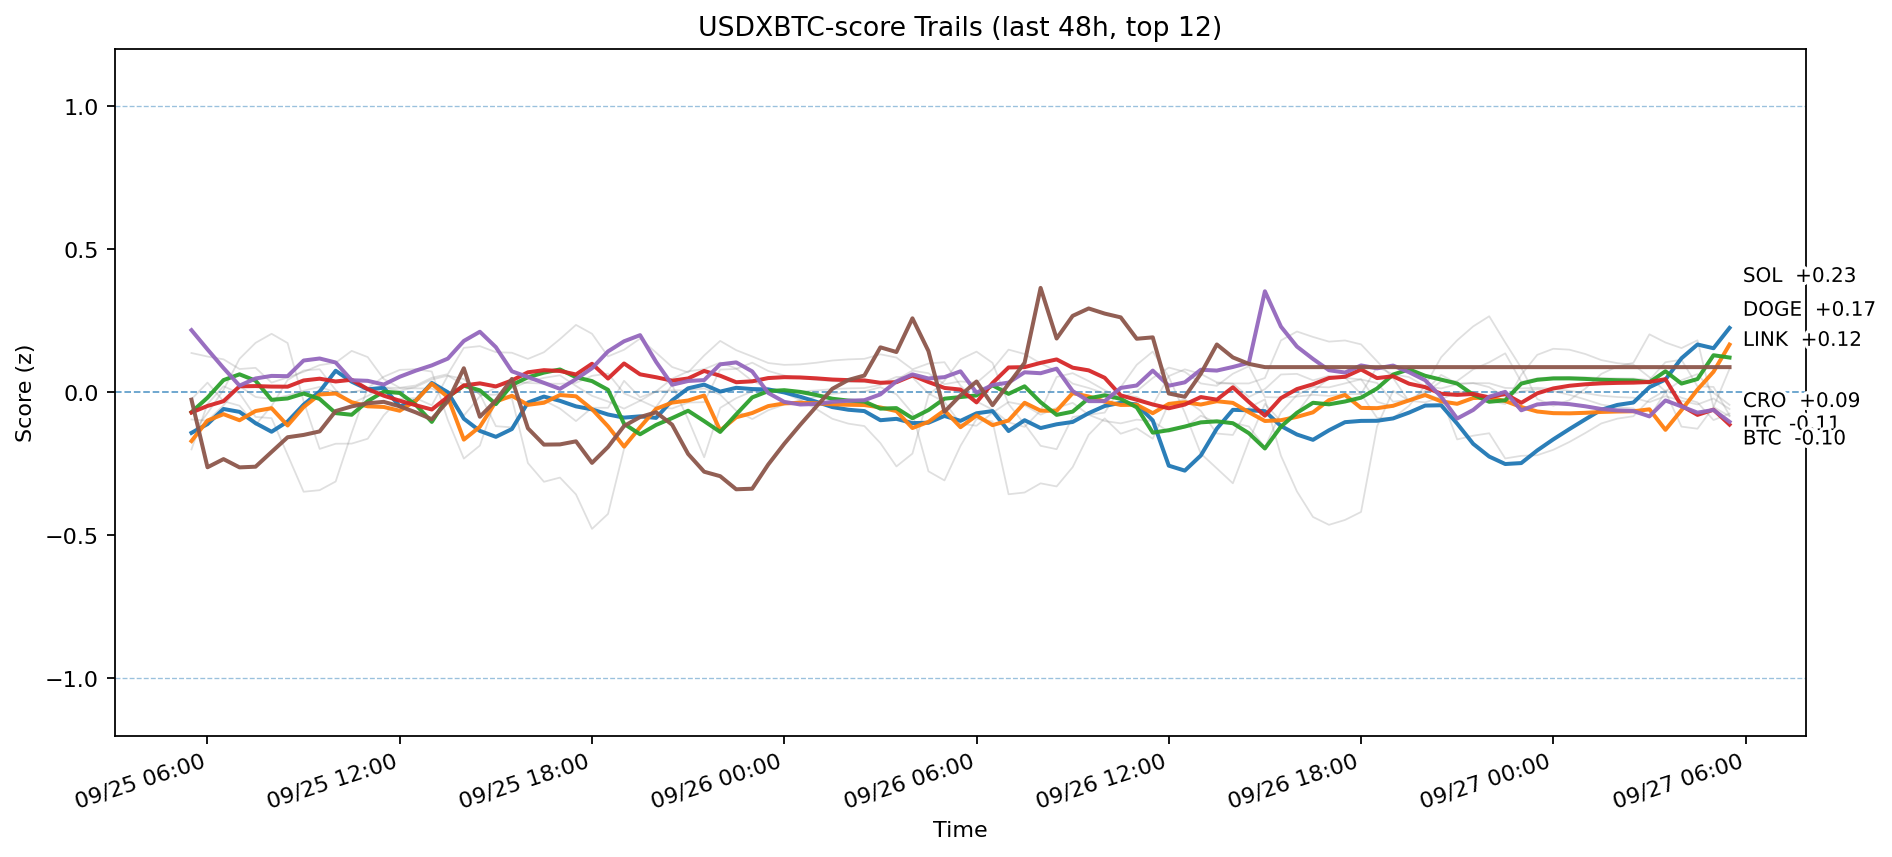 USDXBTC-score Trails (last 48h, top 12)
Score (z)
1.0
0.5
0.0
−0.5
−1.0
SOL +0.23
DOGE +0.17
LINK +0.12
CRO +0.09
LTC -0.11
BTC -0.10
09/25 06:00
09/25 12:00
09/25 18:00
09/26 00:00
09/26 06:00
09/26 12:00
09/26 18:00
09/27 00:00
09/27 06:00
Time